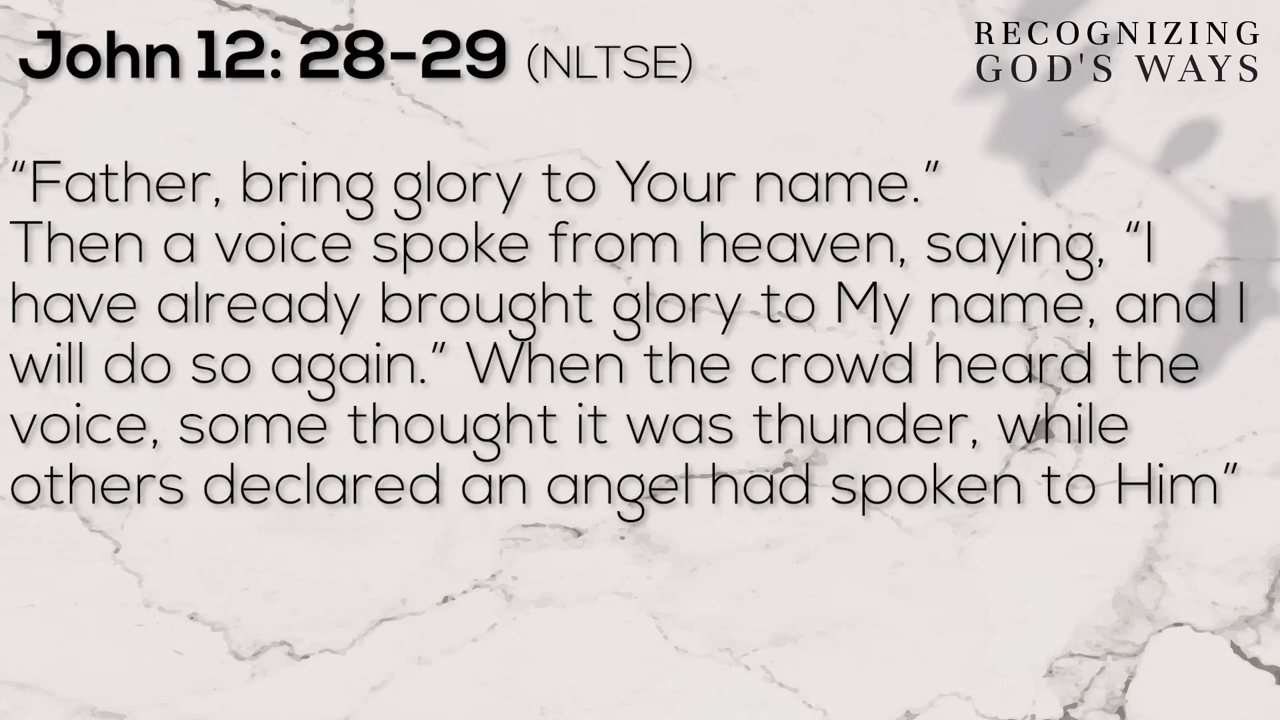 John 12: 28-29 (NLTSE)
RECOGNIZING
GOD'S WAYS
“Father, bring glory to Your name.”
Then a voice spoke from heaven, saying, “I
have already brought glory to My name, and I
will do so again.” When the crowd heard the
voice, some thought it was thunder, while
others declared an angel had spoken to Him”